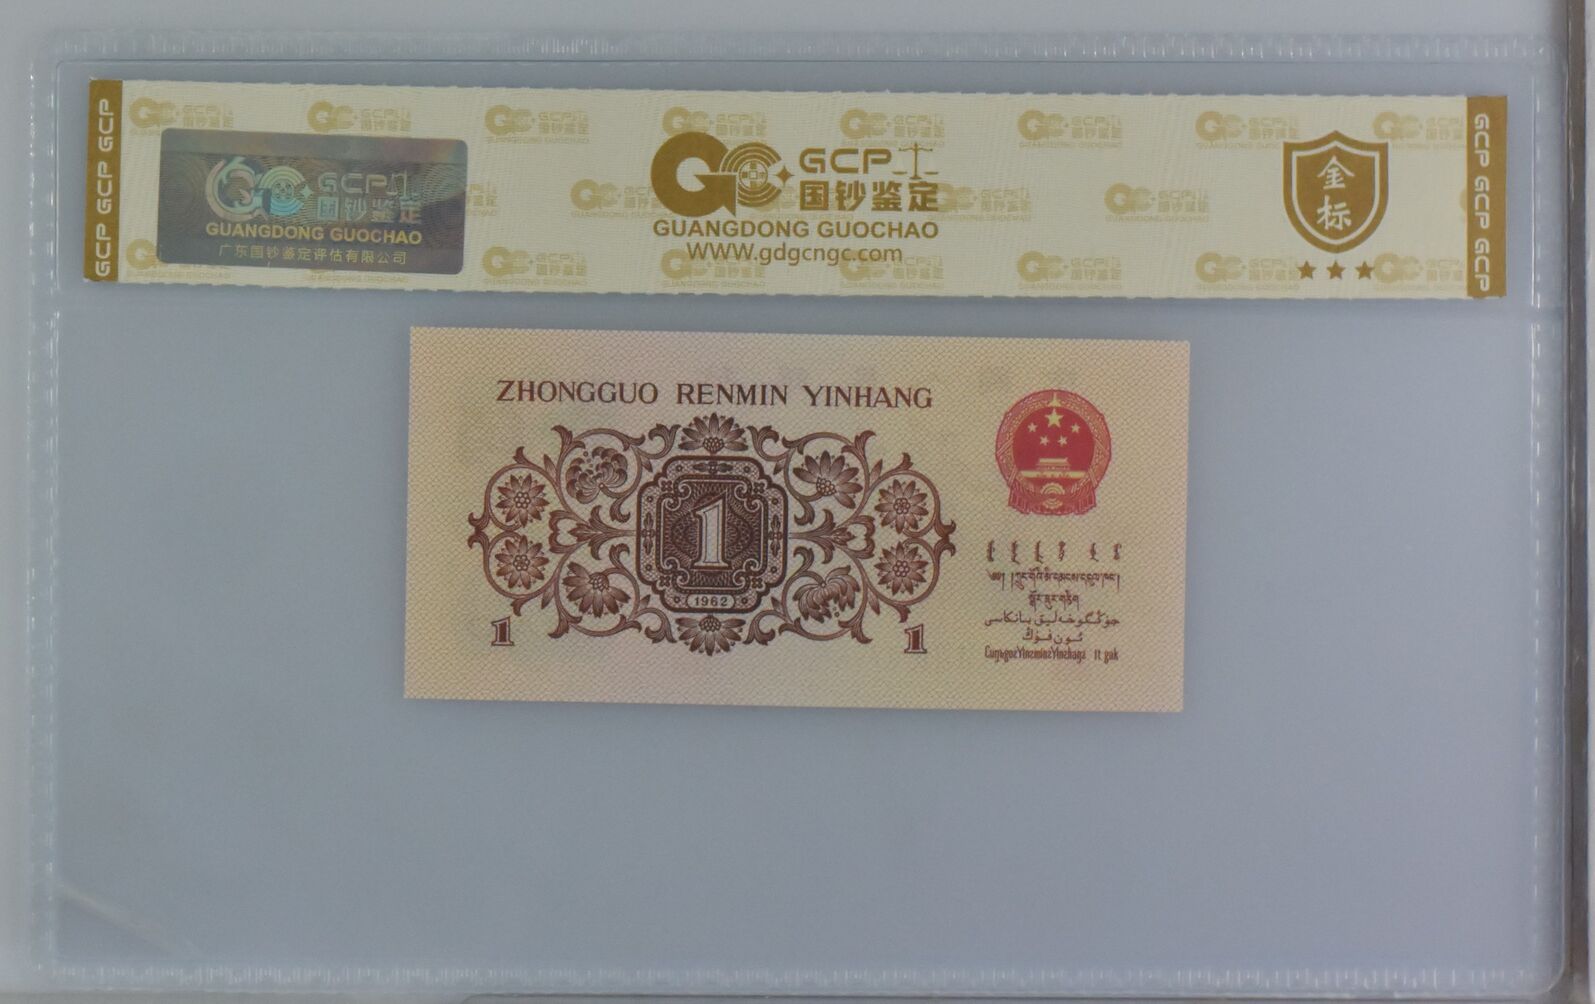 GCP GCP GCP
GCP
国钞鉴定
GUANGDONG GUOCHAO
广东国钞鉴定评估有限公司
GCP
国钞鉴定
GUANGDONG GUOCHAO
WWW.gdgcngc.com
金
标
GCP GCP GCP
ZHONGGUO RENMIN YINHANG
1
1962
1
1